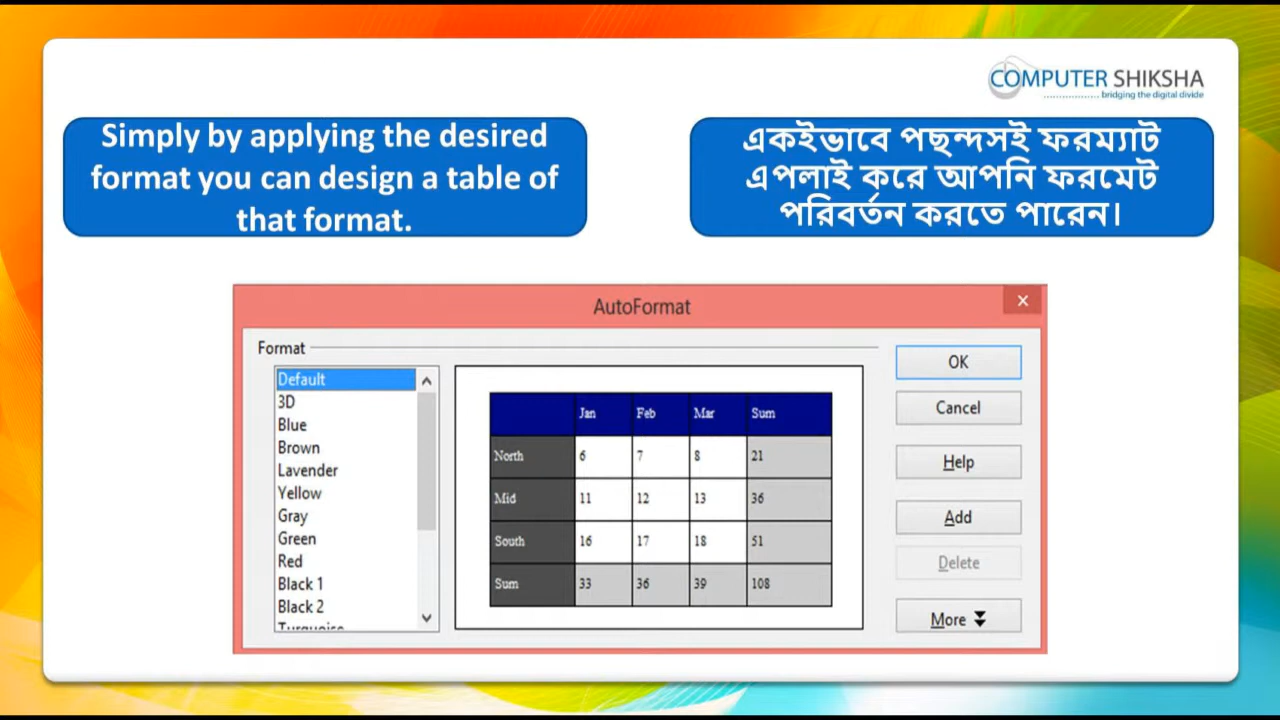 COMPUTER SHIKSHA
bridging the digital divide
Simply by applying the desired
format you can design a table of
that format.
একইভাবে পছন্দসই ফরম্যাট
এপলাই করে আপনি ফরমেট
পরিবর্তন করতে পারেন।
AutoFormat
x
Format
Default
3D
Blue
Brown
Lavender
Yellow
Gray
Green
Red
Black 1
Black 2
Turquoise
Jan Feb Mar Sum
North 6 7 8 21
Mid 11 12 13 36
South 16 17 18 51
Sum 33 36 39 108
OK
Cancel
Help
Add
Delete
More